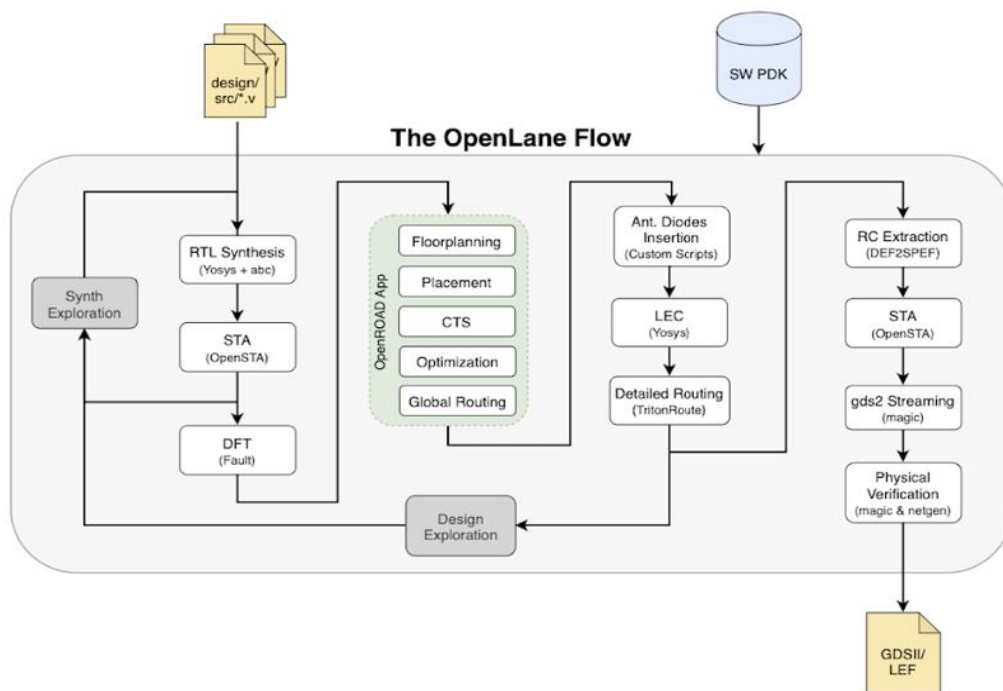 design/
src/*.v
SW PDK
The OpenLane Flow
RTL Synthesis
(Yosys + abc)
Synth
Exploration
STA
(OpenSTA)
DFT
(Fault)
OpenROAD App
Floorplanning
Placement
CTS
Optimization
Global Routing
Design
Exploration
Ant. Diodes
Insertion
(Custom Scripts)
LEC
(Yosys)
Detailed Routing
(TritonRoute)
RC Extraction
(DEF2SPEF)
STA
(OpenSTA)
gds2 Streaming
(magic)
Physical
Verification
(magic & netgen)
GDSII/
LEF